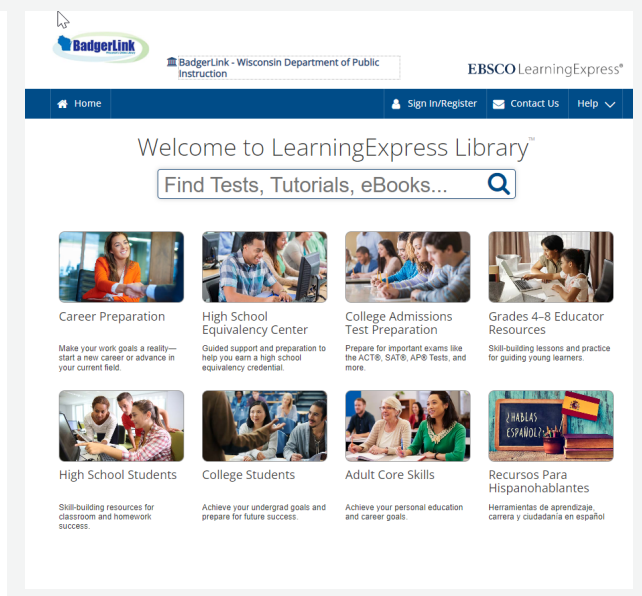 BadgerLink
BadgerLink - Wisconsin Department of Public
Instruction
EBSCO LearningExpress®
Home
Sign In/Register
Contact Us
Help
Welcome to LearningExpress Library™
Find Tests, Tutorials, eBooks...
Career Preparation
Make your work goals a reality—
start a new career or advance in
your current field.
High School
Equivalency Center
Guided support and preparation to
help you earn a high school
equivalency credential.
College Admissions
Test Preparation
Prepare for important exams like
the ACT®, SAT®, AP® Tests, and
more.
Grades 4–8 Educator
Resources
Skill-building lessons and practice
for guiding young learners.
High School Students
Skill-building resources for
classroom and homework
success.
College Students
Achieve your undergrad goals and
prepare for future success.
Adult Core Skills
Achieve your personal education
and career goals.
¿HABLAS
ESPAÑOL?
Recursos Para
Hispanohablantes
Herramientas de aprendizaje,
carrera y ciudadanía en español